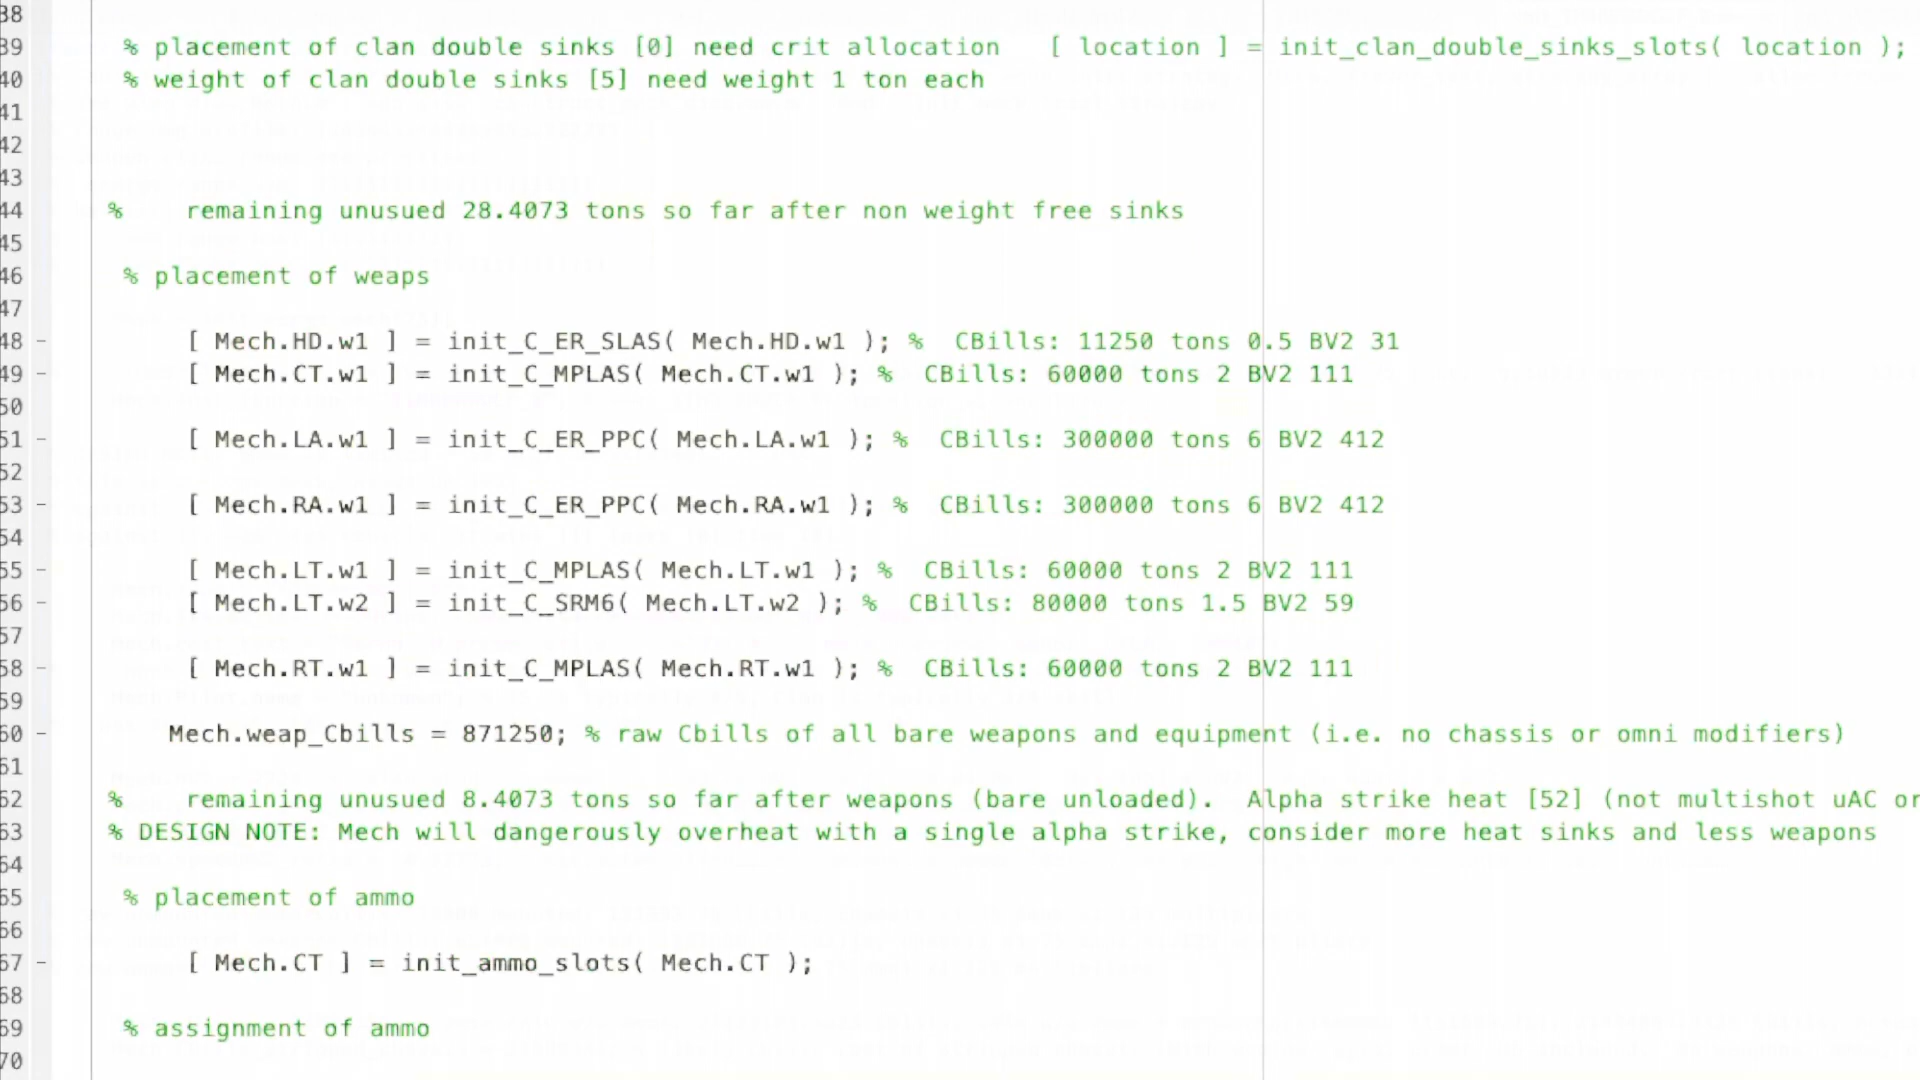 38
39 % placement of clan double sinks [0] need crit allocation [ location ] = init_clan_double_sinks_slots( location );
40 % weight of clan double sinks [5] need weight 1 ton each
41
42
43
44 % remaining unusued 28.4073 tons so far after non weight free sinks
45
46 % placement of weaps
47
48 - [ Mech.HD.w1 ] = init_C_ER_SLAS( Mech.HD.w1 ); % CBills: 11250 tons 0.5 BV2 31
49 - [ Mech.CT.w1 ] = init_C_MPLAS( Mech.CT.w1 ); % CBills: 60000 tons 2 BV2 111
50
51 - [ Mech.LA.w1 ] = init_C_ER_PPC( Mech.LA.w1 ); % CBills: 300000 tons 6 BV2 412
52
53 - [ Mech.RA.w1 ] = init_C_ER_PPC( Mech.RA.w1 ); % CBills: 300000 tons 6 BV2 412
54
55 - [ Mech.LT.w1 ] = init_C_MPLAS( Mech.LT.w1 ); % CBills: 60000 tons 2 BV2 111
56 - [ Mech.LT.w2 ] = init_C_SRM6( Mech.LT.w2 ); % CBills: 80000 tons 1.5 BV2 59
57
58 - [ Mech.RT.w1 ] = init_C_MPLAS( Mech.RT.w1 ); % CBills: 60000 tons 2 BV2 111
59
60 - Mech.weap_Cbills = 871250; % raw Cbills of all bare weapons and equipment (i.e. no chassis or omni modifiers)
61
62 % remaining unusued 8.4073 tons so far after weapons (bare unloaded). Alpha strike heat [52] (not multishot uAC or
63 % DESIGN NOTE: Mech will dangerously overheat with a single alpha strike, consider more heat sinks and less weapons
64
65 % placement of ammo
66
67 - [ Mech.CT ] = init_ammo_slots( Mech.CT );
68
69 % assignment of ammo
70